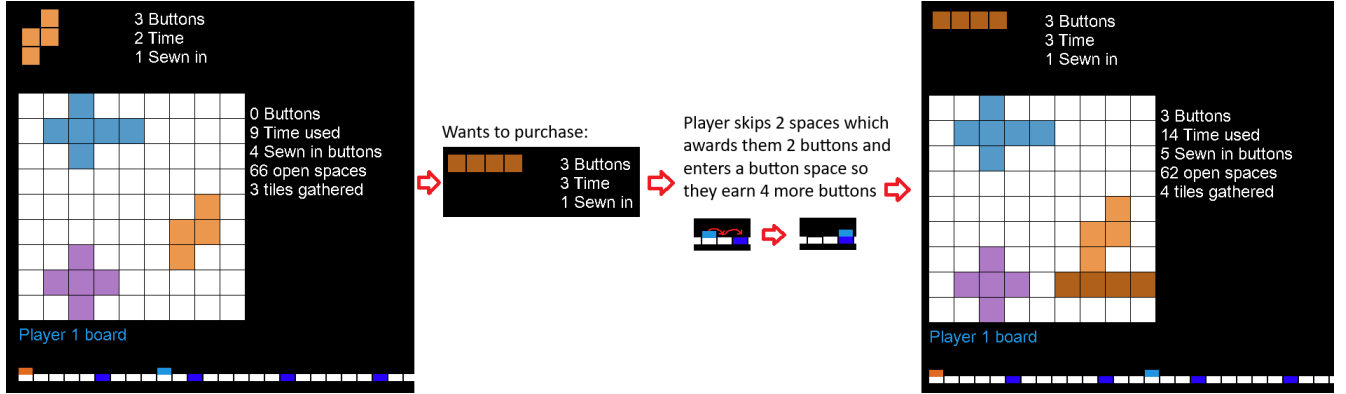 3 Buttons
2 Time
1 Sewn in
0 Buttons
9 Time used
4 Sewn in buttons
66 open spaces
3 tiles gathered
Player 1 board
Wants to purchase:
3 Buttons
3 Time
1 Sewn in
Player skips 2 spaces which
awards them 2 buttons and
enters a button space so
they earn 4 more buttons
3 Buttons
3 Time
1 Sewn in
3 Buttons
14 Time used
5 Sewn in buttons
62 open spaces
4 tiles gathered
Player 1 board